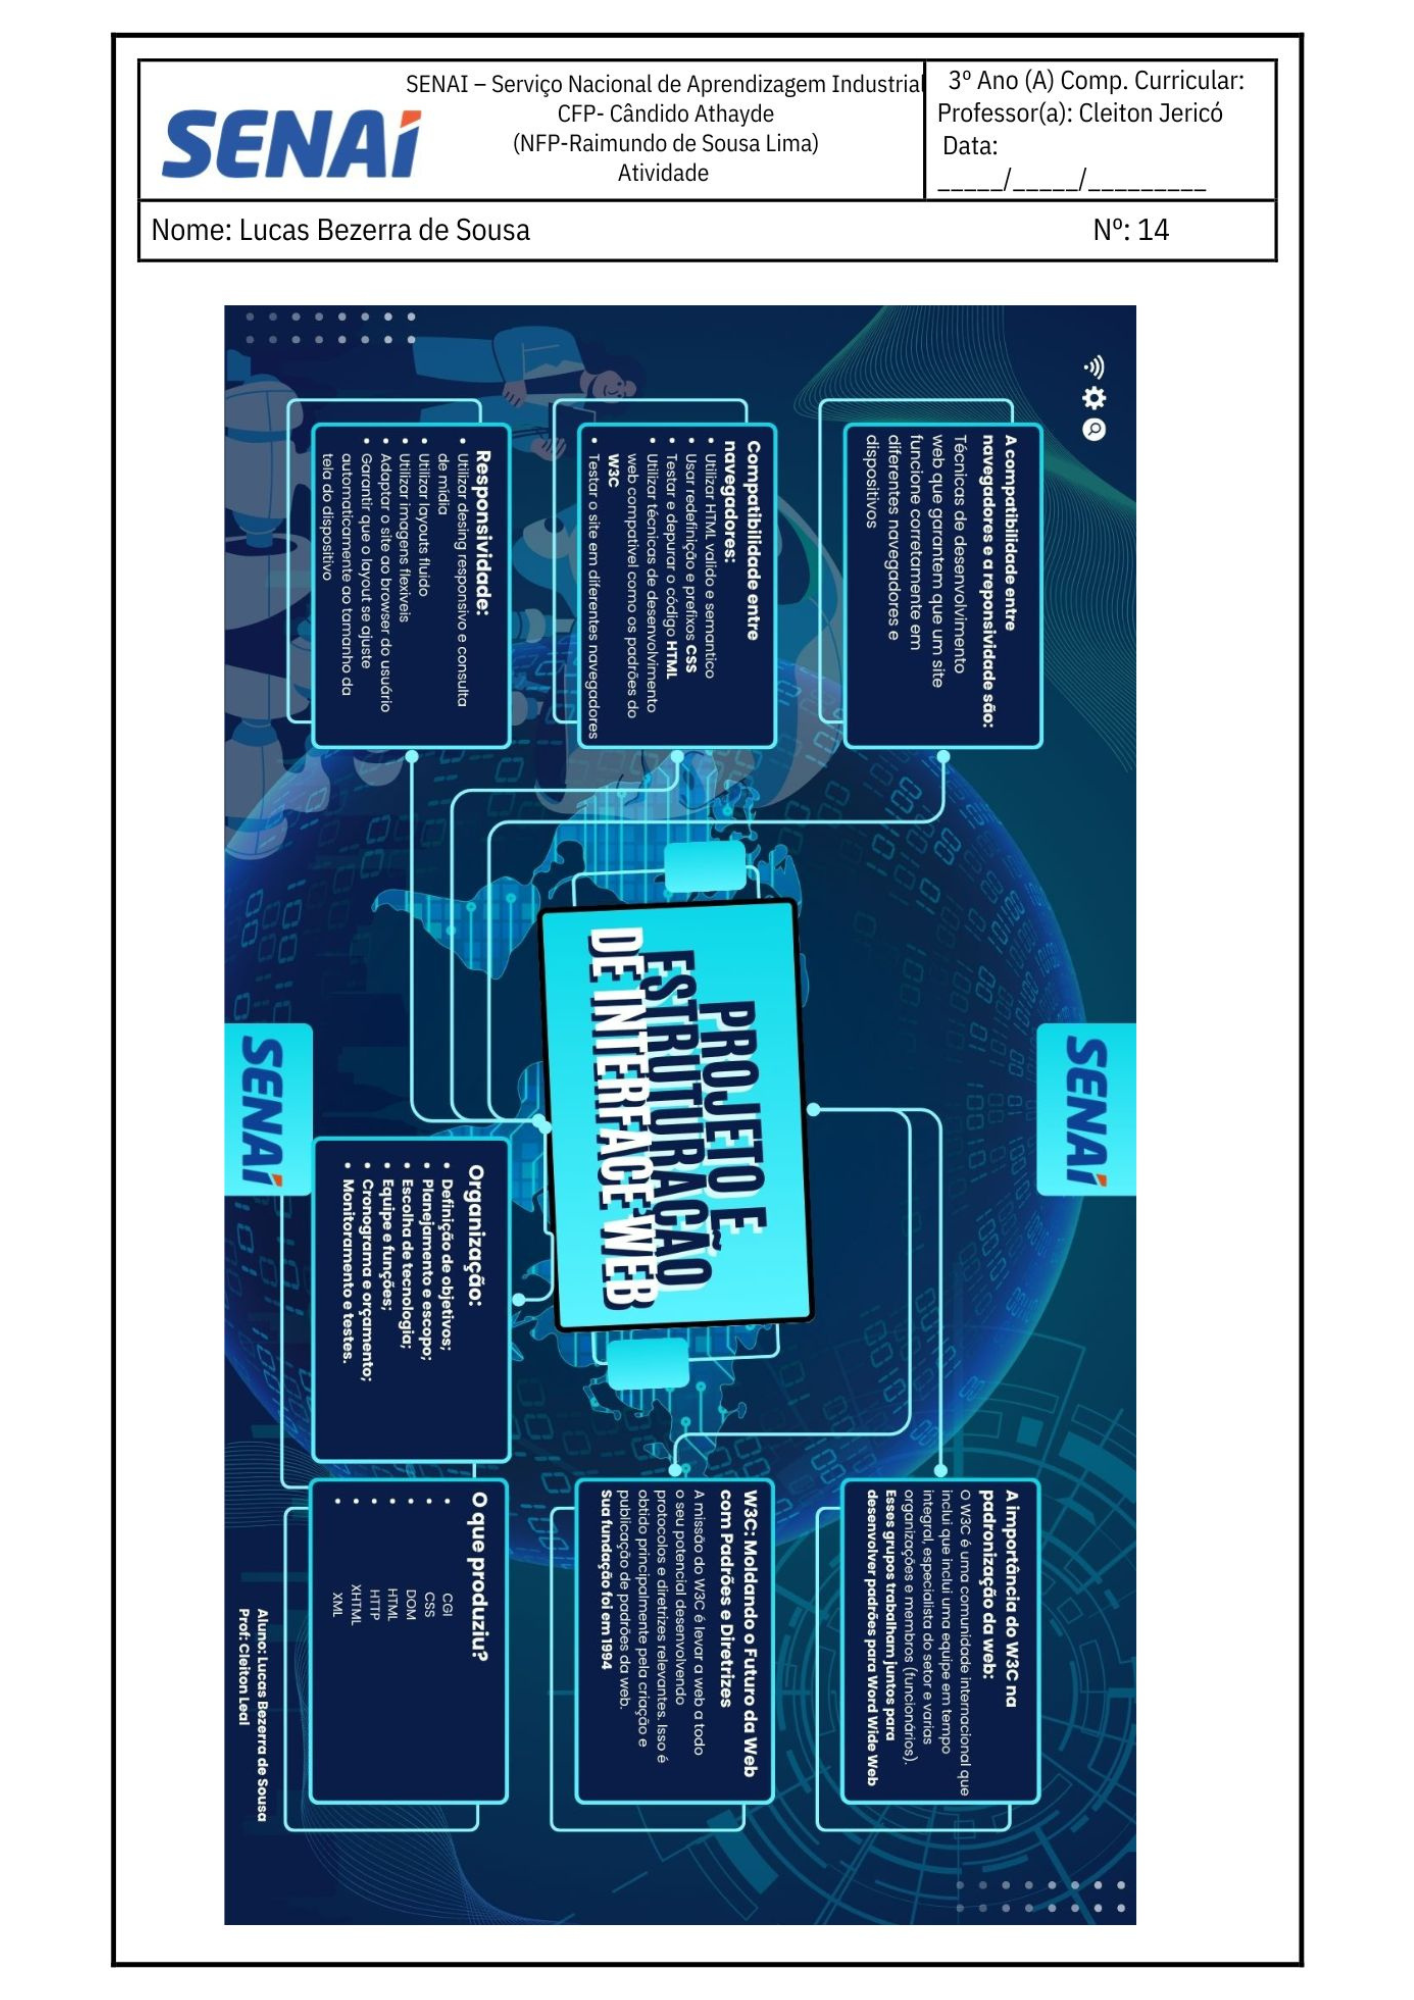 SENAI
SENAI – Serviço Nacional de Aprendizagem Industrial
CFP- Cândido Athayde
(NFP-Raimundo de Sousa Lima)
Atividade
3º Ano (A) Comp. Curricular:
Professor(a): Cleiton Jericó
Data:
_____/_____/_________
Nome: Lucas Bezerra de Sousa Nº: 14
SENAI
A compatibilidade entre
navegadores e a reponsividade são:
Técnicas de desenvolvimento
web que garantem que um site
funcione corretamente em
diferentes navegadores e
dispositivos
Compatibilidade entre
navegadores:
• Utilizar HTML valido e semantico
• Usar redefinição e prefixos CSS
• Testar e depurar o código HTML
• Utilizar técnicas de desenvolvimento
web compativel como os padrões do
W3C
• Testar o site em diferentes navegadores
Responsividade:
• Utilizar desing responsivo e consulta
de midia
• Utilizar layouts fluido
• Utilizar imagens flexiveis
• Adaptar o site ao browser do usuário
• Garantir que o layout se ajuste
automaticamente ao tamanho da
tela do dispositivo
PROJETO E
ESTRUTURAÇÃO
DE INTERFACE WEB
A importância do W3C na
padronização da web:
O W3C é uma comunidade internacional que
inclui que inclui uma equipe em tempo
integral, especialista do setor e varias
organizações e membros (funcionários).
Esses grupos trabalham juntos para
desenvolver padrões para Word Wide Web
W3C: Moldando o Futuro da Web
com Padrões e Diretrizes
A missão do W3C é levar a web a todo
o seu potencial desenvolvendo
protocolos e diretrizes relevantes. Isso é
obtido principalmente pela criação e
publicação de padrões da web.
Sua fundação foi em 1994
Organização:
• Definição de objetivos;
• Planejamento e escopo;
• Escolha de tecnologia;
• Equipe e funções;
• Cronograma e orçamento;
• Monitoramento e testes.
O que produziu?
• CGI
• CSS
• DOM
• HTML
• HTTP
• XHTML
• XML
SENAI
Aluno: Lucas Bezerra de Sousa
Prof: Cleiton Leal